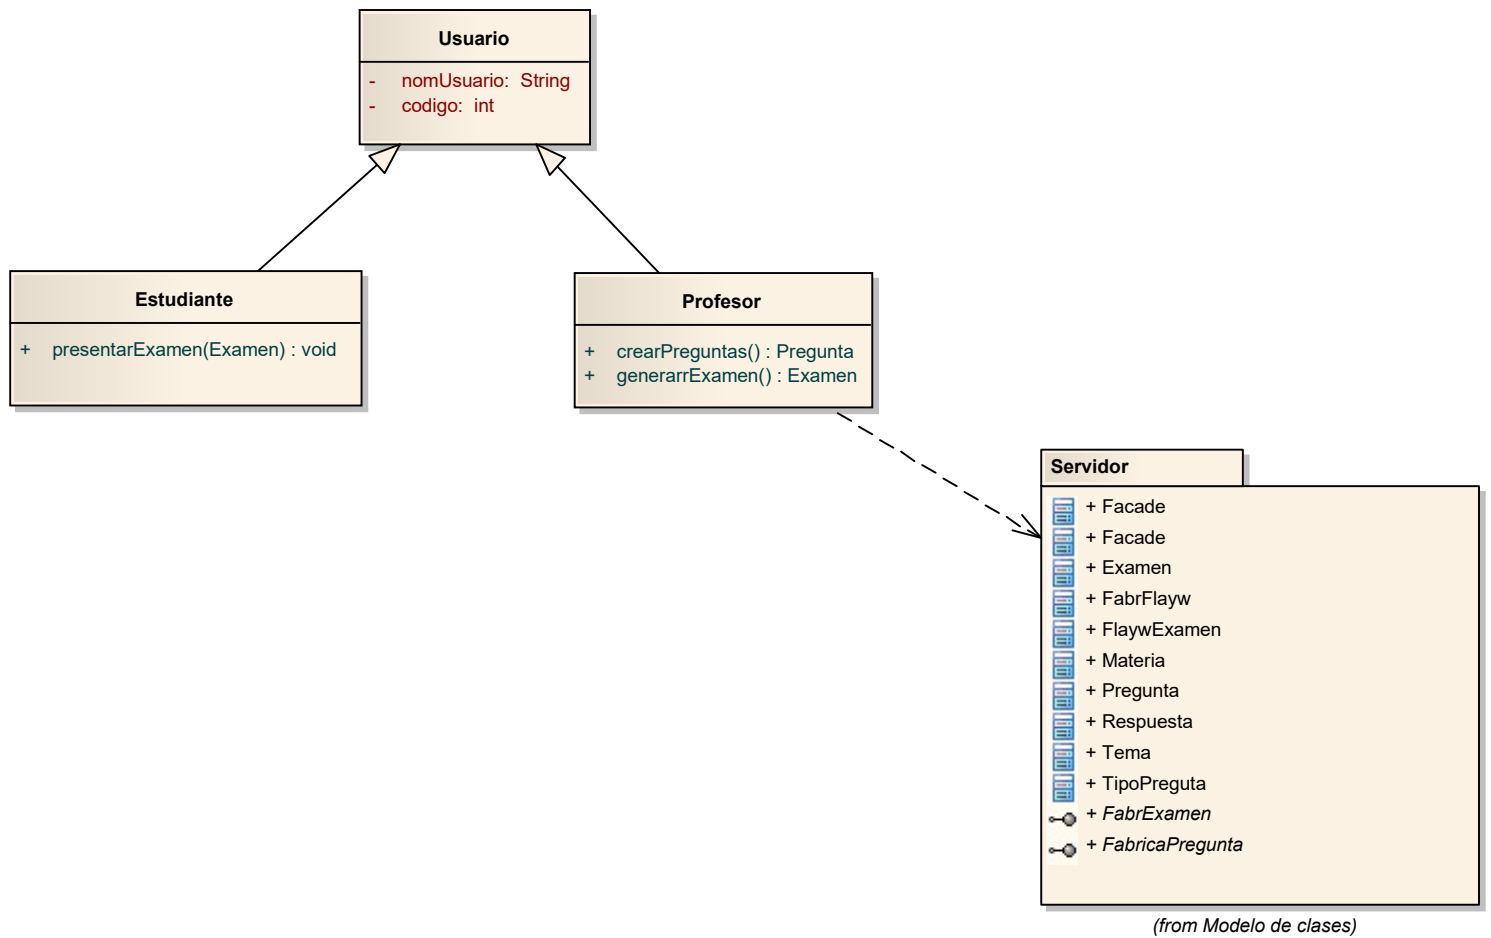 Usuario
- nomUsuario: String
- codigo: int
Estudiante
+ presentarExamen(Examen) : void
Profesor
+ crearPreguntas() : Pregunta
+ generarrExamen() : Examen
Servidor
+ Facade
+ Facade
+ Examen
+ FabrFlayw
+ FlaywExamen
+ Materia
+ Pregunta
+ Respuesta
+ Tema
+ TipoPreguta
+ FabrExamen
+ FabricaPregunta
(from Modelo de clases)